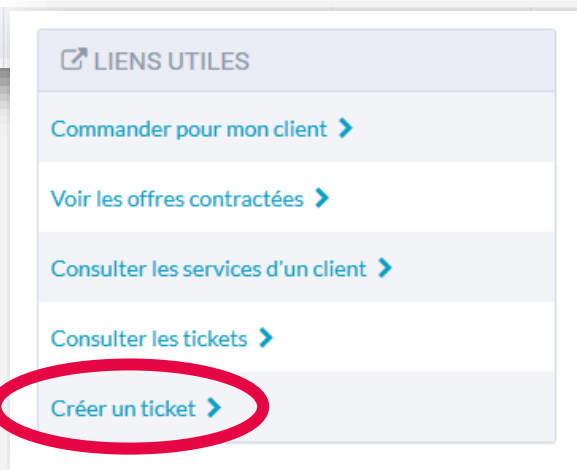 LIENS UTILES
Commander pour mon client
Voir les offres contractées
Consulter les services d'un client
Consulter les tickets
Créer un ticket